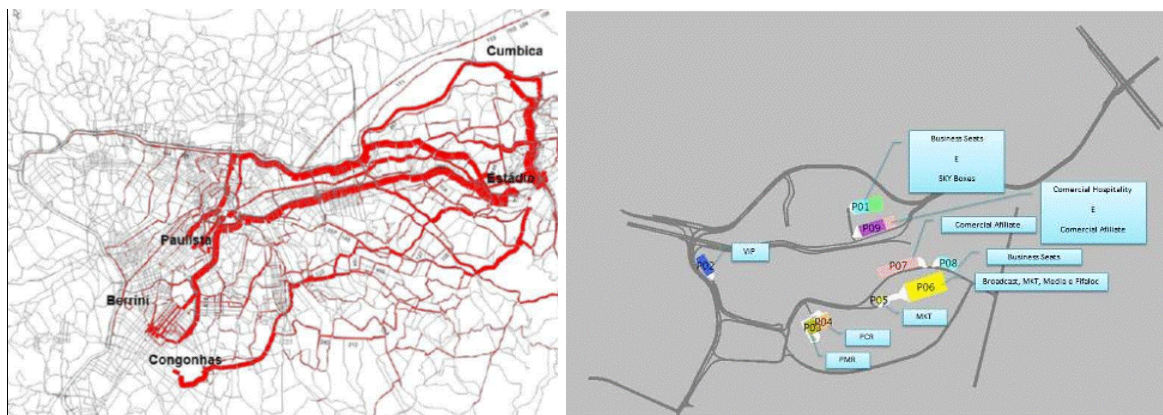 Cumbica
Estádio
Paulista
Berrini
Congonhas
Business Seats
E
SKY Boxes
Comercial Hospitality
E
Comercial Afiliate
P01
P09
Comercial Afiliate
VIP
P02
P07
P08
Business Seats
P06
Broadcast, MKT, Media e Fifaloc
P05
MKT
P04
P03
PCR
PMR